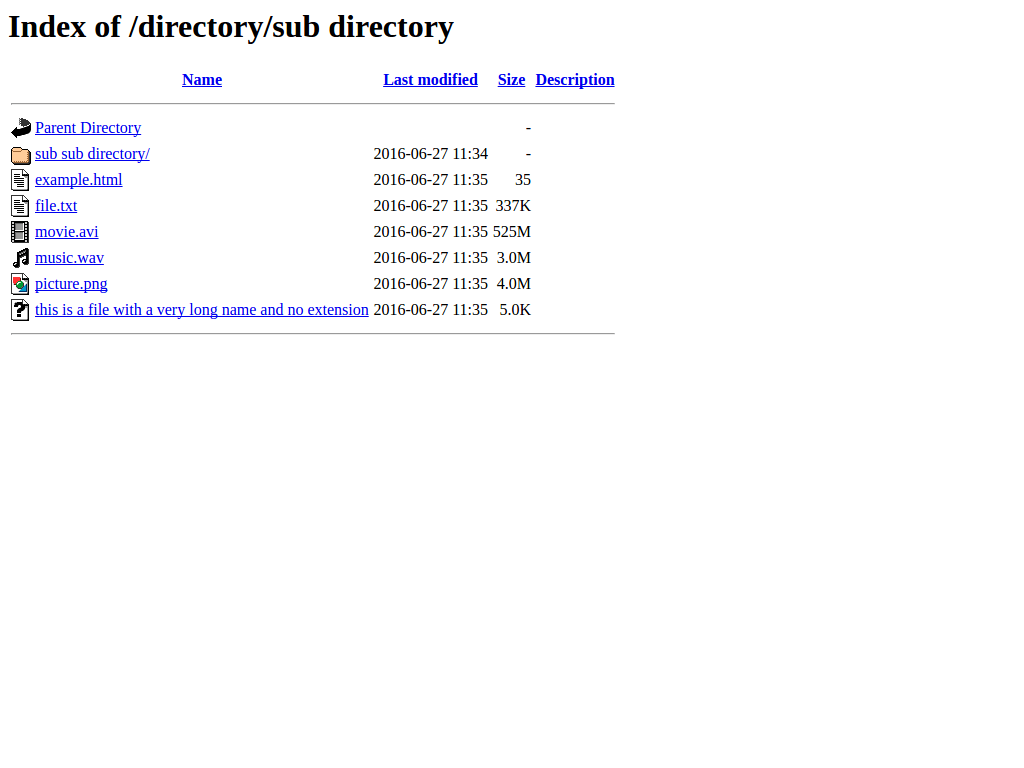 Index of /directory/sub directory
Name Last modified Size Description
Parent Directory -
sub sub directory/ 2016-06-27 11:34 -
example.html 2016-06-27 11:35 35
file.txt 2016-06-27 11:35 337K
movie.avi 2016-06-27 11:35 525M
music.wav 2016-06-27 11:35 3.0M
picture.png 2016-06-27 11:35 4.0M
this is a file with a very long name and no extension 2016-06-27 11:35 5.0K